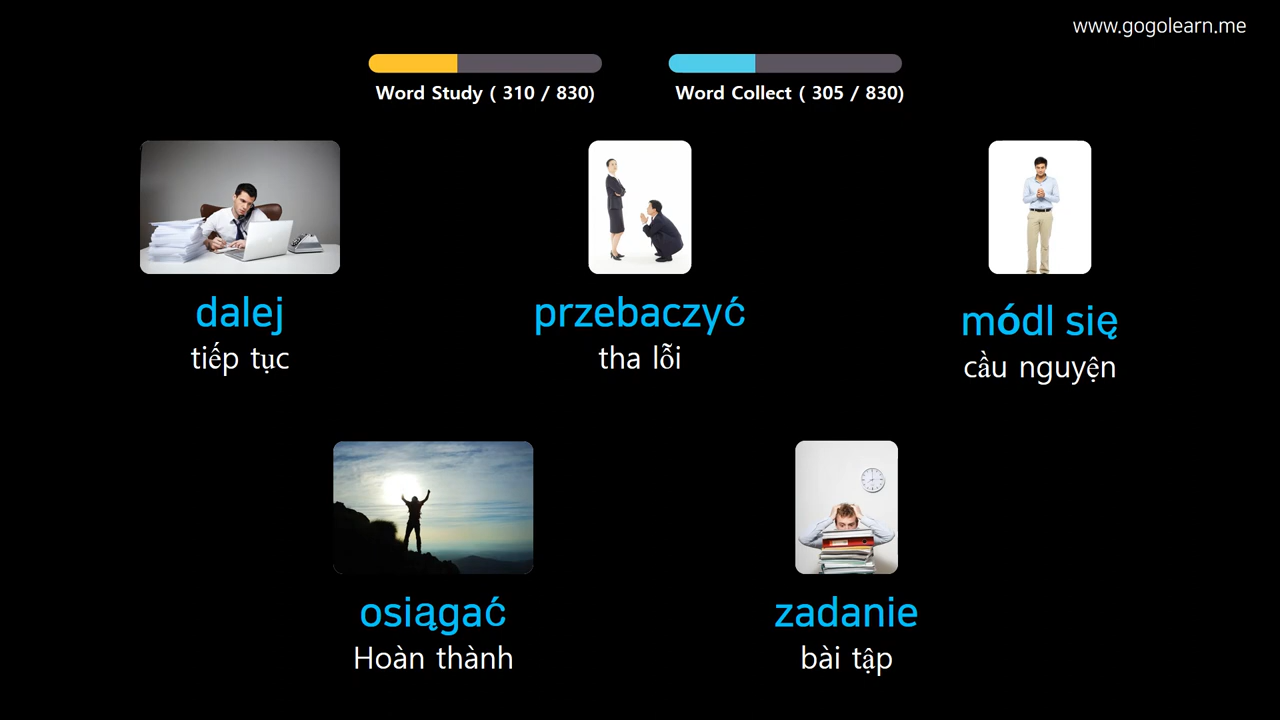 www.gogolearn.me
Word Study ( 310 / 830)
Word Collect ( 305 / 830)
dalej
tiếp tục
przebaczyć
tha lỗi
módl się
cầu nguyện
osiągać
Hoàn thành
zadanie
bài tập